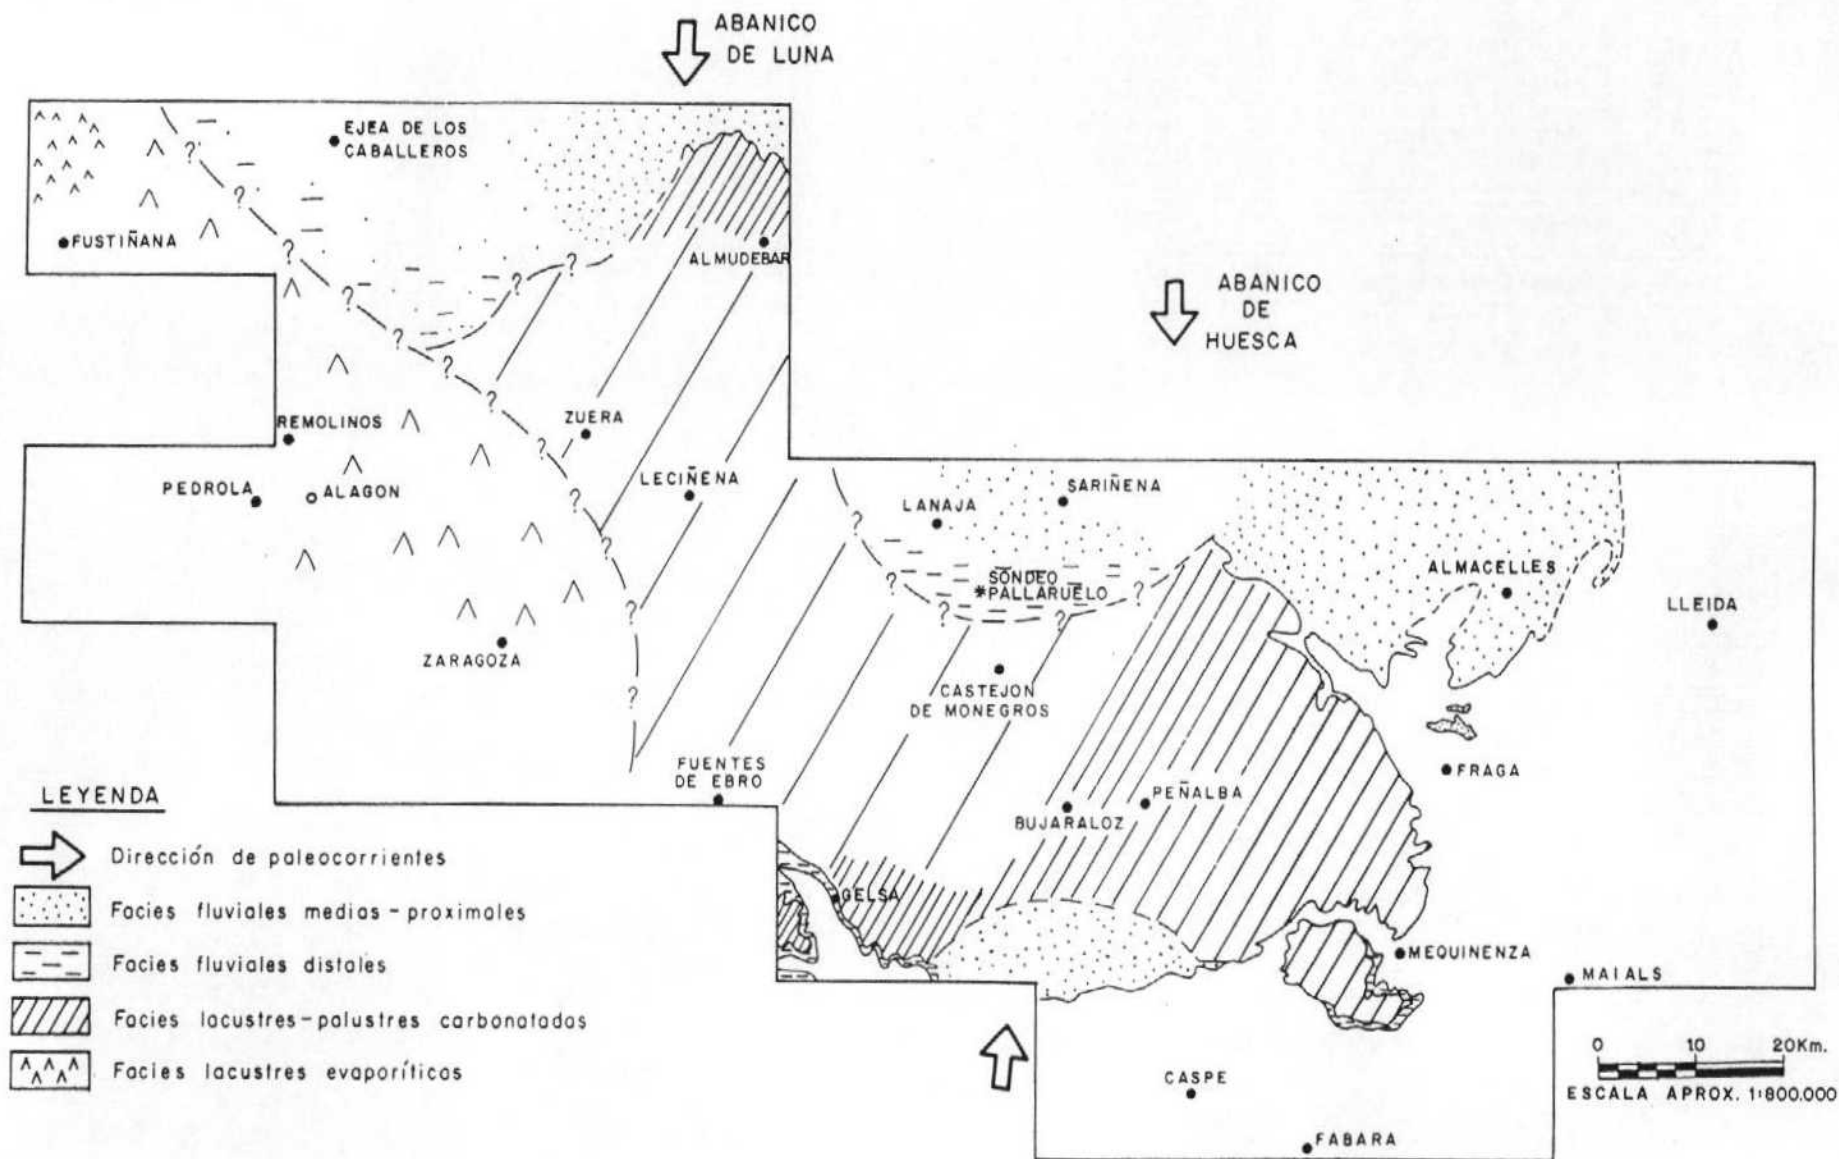 ABANICO
DE LUNA
EJEA DE LOS
CABALLEROS
FUSTIÑANA
ALMUDEBAR
ABANICO
DE
HUESCA
REMOLINOS
ZUERA
PEDROLA
ALAGON
LECIÑENA
LANAJA
SARIÑENA
SONDEO
*PALLARUELO
ALMACELLES
LLEIDA
ZARAGOZA
CASTEJON
DE MONEGROS
FUENTES
DE EBRO
FRAGA
PEÑALBA
BUJARALOZ
GELSA
MEQUINENZA
MAIALS
CASPE
FABARA
LEYENDA
Dirección de paleocorrientes
Facies fluviales medias-proximales
Facies fluviales distales
Facies lacustres-palustres carbonatadas
Facies lacustres evaporíticas
0 10 20Km.
ESCALA APROX. 1:800.000